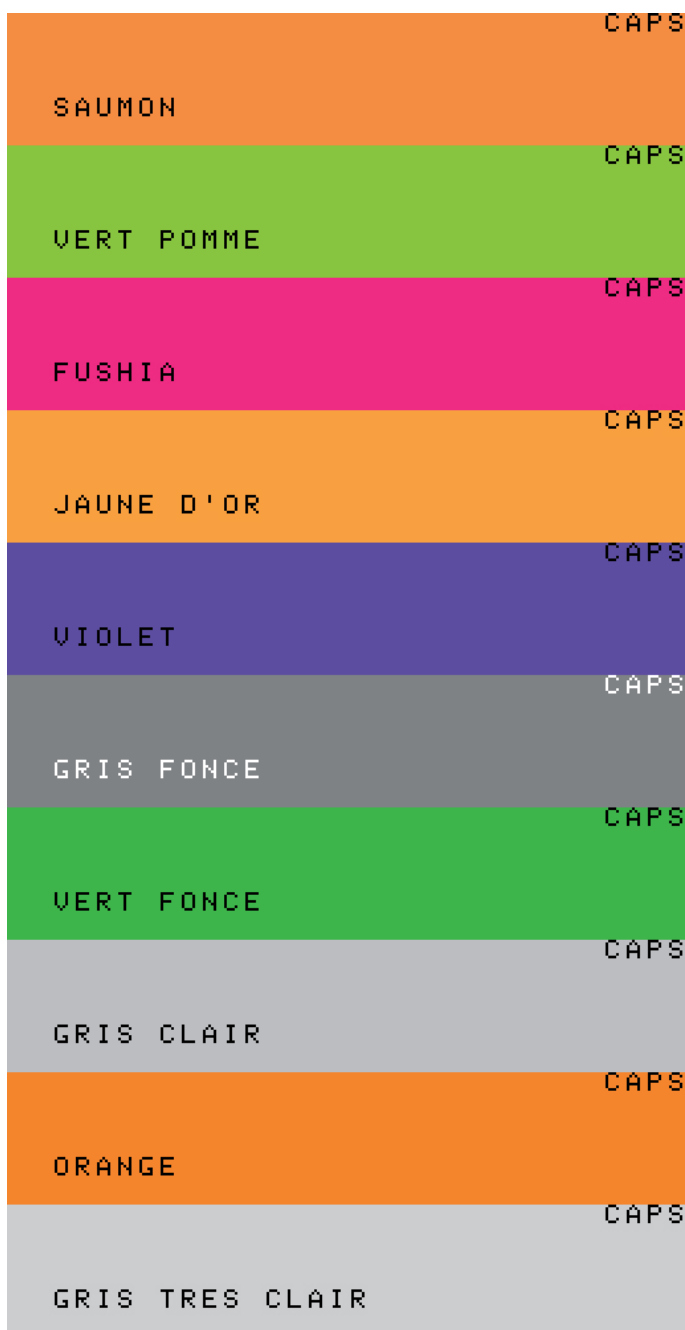 CAPS
SAUMON
CAPS
VERT POMME
CAPS
FUSHIA
CAPS
JAUNE D'OR
CAPS
VIOLET
CAPS
GRIS FONCE
CAPS
VERT FONCE
CAPS
GRIS CLAIR
CAPS
ORANGE
CAPS
GRIS TRES CLAIR